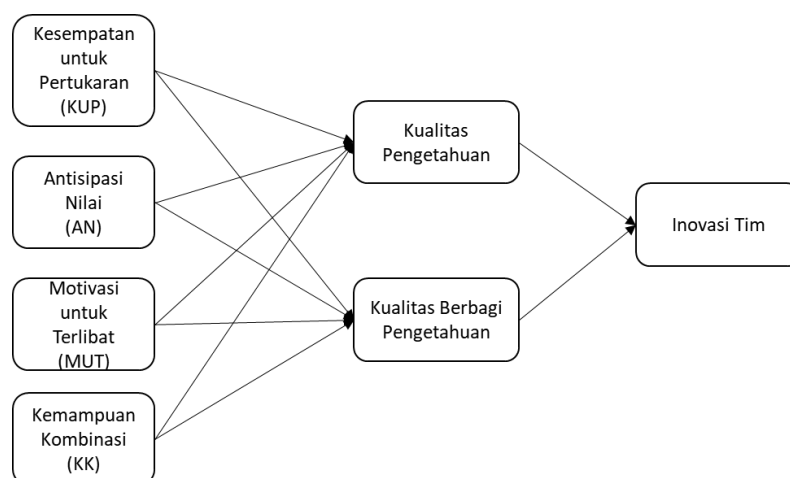 Kesempatan
untuk
Pertukaran
(KUP)
Antisipasi
Nilai
(AN)
Motivasi
untuk
Terlibat
(MUT)
Kemampuan
Kombinasi
(KK)
Kualitas
Pengetahuan
Kualitas Berbagi
Pengetahuan
Inovasi Tim